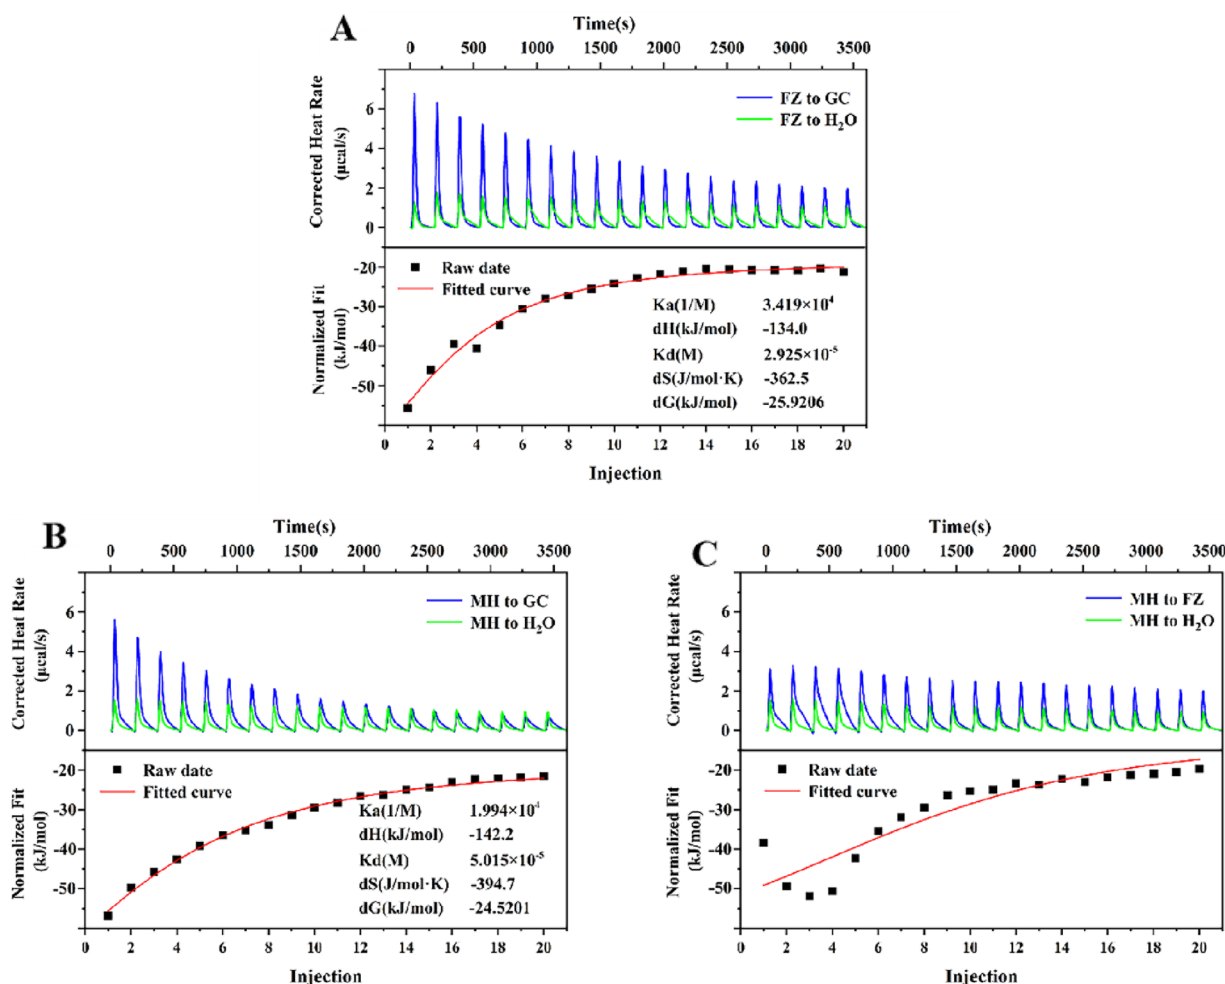 A
Time(s)
0 500 1000 1500 2000 2500 3000 3500
Corrected Heat Rate
(μcal/s)
6
4
2
0
FZ to GC
FZ to H₂O
Normalized Fit
(kJ/mol)
-20
-30
-40
-50
Raw date
Fitted curve
Ka(1/M) 3.419×10⁴
dH(kJ/mol) -134.0
Kd(M) 2.925×10⁻⁵
dS(J/mol·K) -362.5
dG(kJ/mol) -25.9206
0 2 4 6 8 10 12 14 16 18 20
Injection
B
Time(s)
0 500 1000 1500 2000 2500 3000 3500
Corrected Heat Rate
(μcal/s)
6
4
2
0
MH to GC
MH to H₂O
Normalized Fit
(kJ/mol)
-20
-30
-40
-50
Raw date
Fitted curve
Ka(1/M) 1.994×10⁴
dH(kJ/mol) -142.2
Kd(M) 5.015×10⁻⁵
dS(J/mol·K) -394.7
dG(kJ/mol) -24.5201
0 2 4 6 8 10 12 14 16 18 20
Injection
C
Time(s)
0 500 1000 1500 2000 2500 3000 3500
Corrected Heat Rate
(μcal/s)
6
4
2
0
MH to FZ
MH to H₂O
Normalized Fit
(kJ/mol)
-20
-30
-40
-50
Raw date
Fitted curve
0 2 4 6 8 10 12 14 16 18 20
Injection